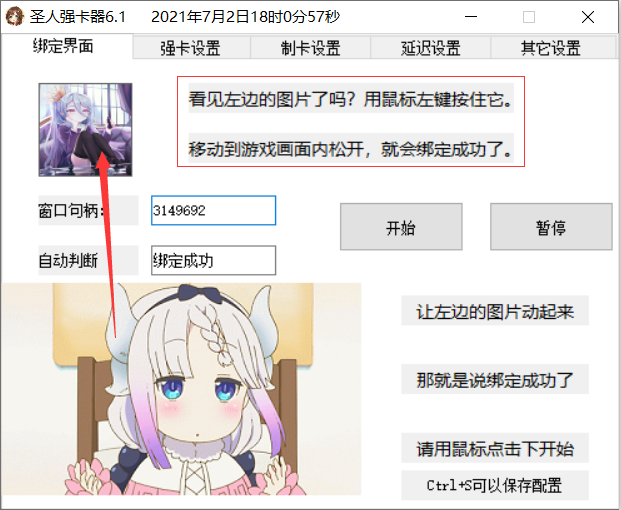 圣人强卡器6.1 2021年7月2日18时0分57秒
绑定界面 强卡设置 制卡设置 延迟设置 其它设置
看见左边的图片了吗？用鼠标左键按住它。
移动到游戏画面内松开，就会绑定成功了。
窗口句柄： 3149692
开始 暂停
自动判断 绑定成功
让左边的图片动起来
那就是说绑定成功了
请用鼠标点击下开始
Ctrl+S可以保存配置